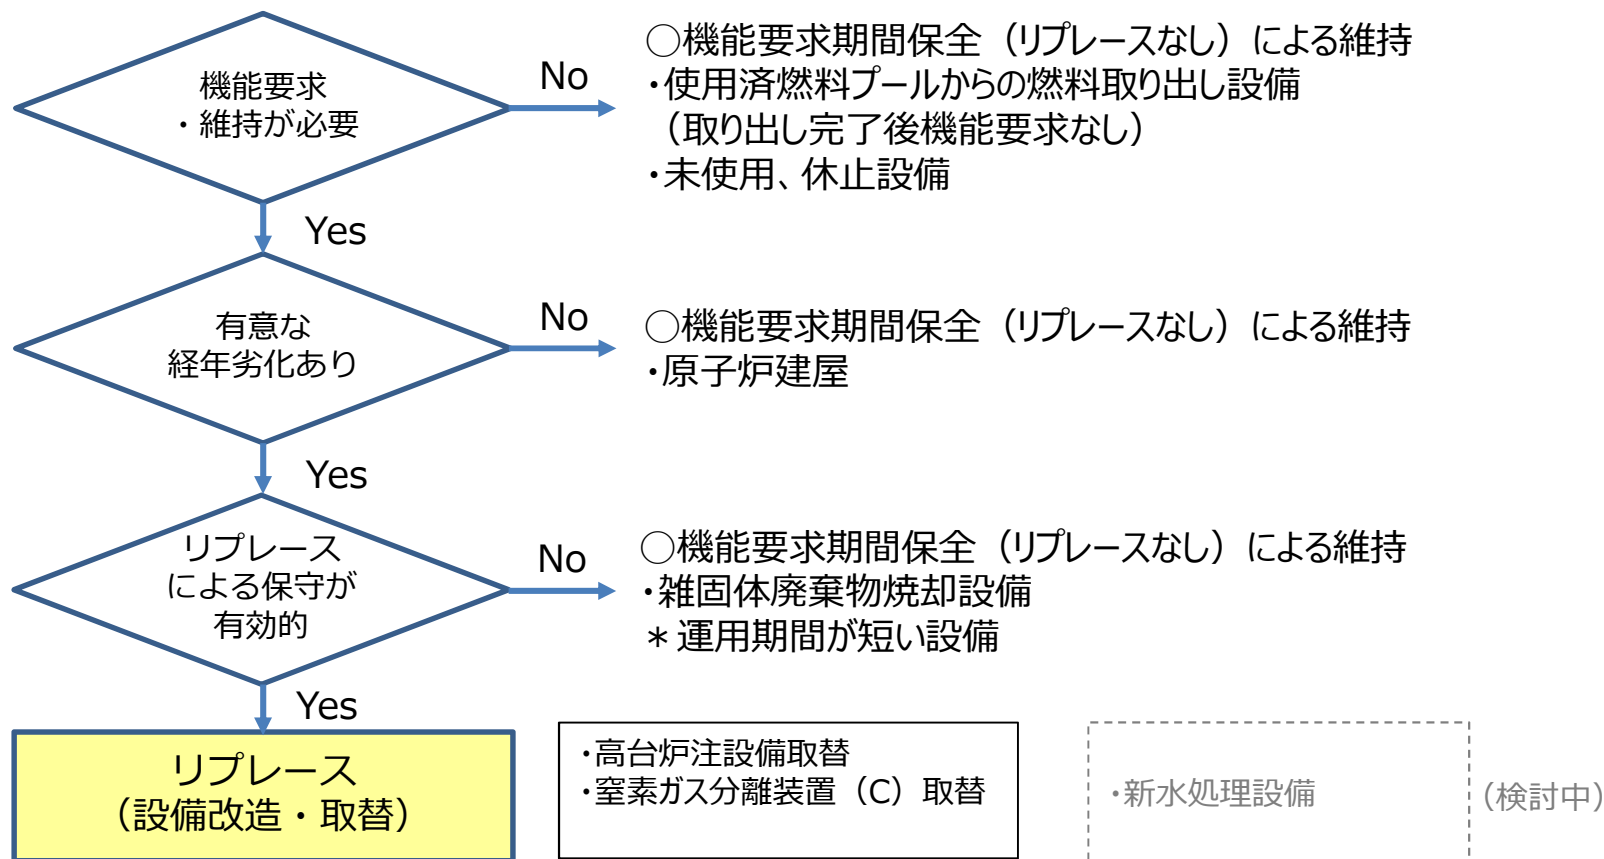 機能要求
・維持が必要
No
○機能要求期間保全（リプレースなし）による維持
・使用済燃料プールからの燃料取り出し設備
（取り出し完了後機能要求なし）
・未使用、休止設備
Yes
有意な
経年劣化あり
No
○機能要求期間保全（リプレースなし）による維持
・原子炉建屋
Yes
リプレース
による保守が
有効的
No
○機能要求期間保全（リプレースなし）による維持
・雑固体廃棄物焼却設備
＊運用期間が短い設備
Yes
リプレース
（設備改造・取替）
・高台炉注設備取替
・窒素ガス分離装置（C）取替
・新水処理設備
（検討中）